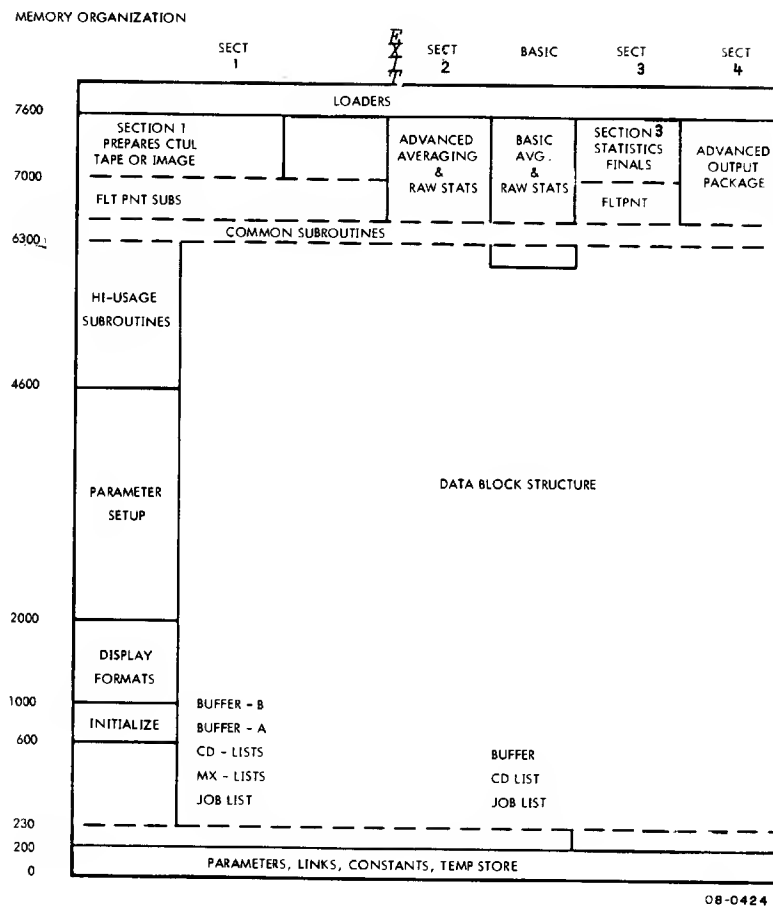 MEMORY ORGANIZATION
SECT
1
EXIT
SECT
2
BASIC
SECT
3
SECT
4
7600
LOADERS
SECTION 1
PREPARES CTUL
TAPE OR IMAGE
ADVANCED
AVERAGING
&
RAW STATS
BASIC
AVG.
&
RAW STATS
SECTION 3
STATISTICS
FINALS
ADVANCED
OUTPUT
PACKAGE
7000
FLT PNT SUBS
FLTPNT
COMMON SUBROUTINES
6300
HI-USAGE
SUBROUTINES
4600
PARAMETER
SETUP
DATA BLOCK STRUCTURE
2000
DISPLAY
FORMATS
1000
INITIALIZE
600
BUFFER - B
BUFFER - A
CD - LISTS
MX - LISTS
JOB LIST
BUFFER
CD LIST
JOB LIST
230
200
0
PARAMETERS, LINKS, CONSTANTS, TEMP STORE
08-0424